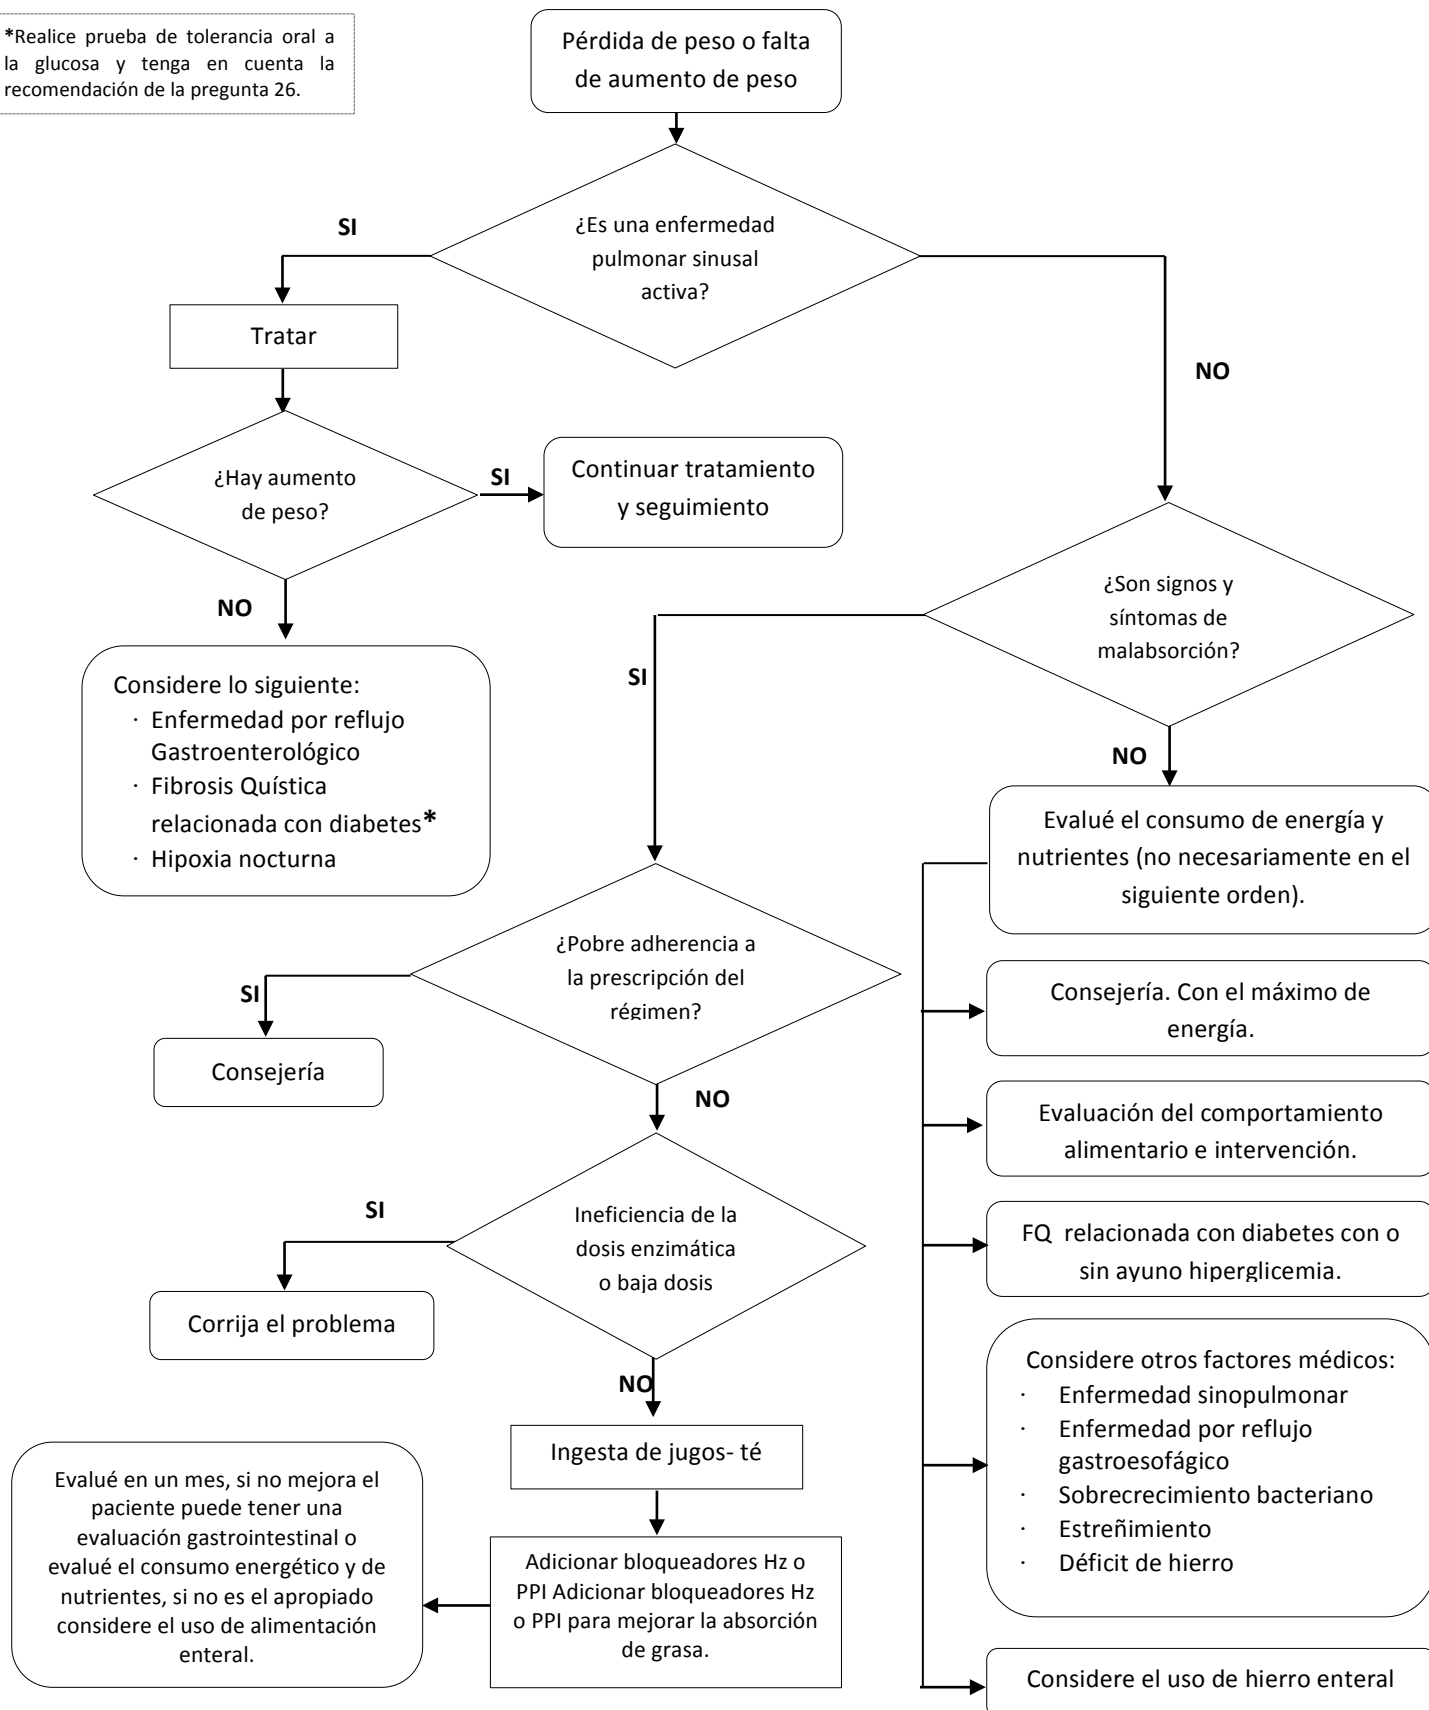 *Realice prueba de tolerancia oral a
la glucosa y tenga en cuenta la
recomendación de la pregunta 26.
Pérdida de peso o falta
de aumento de peso
¿Es una enfermedad
pulmonar sinusal
activa?
SI
NO
Tratar
¿Hay aumento
de peso?
SI
Continuar tratamiento
y seguimiento
NO
Considere lo siguiente:
· Enfermedad por reflujo
Gastroenterológico
· Fibrosis Quística
relacionada con diabetes*
· Hipoxia nocturna
¿Son signos y
síntomas de
malabsorción?
SI
NO
¿Pobre adherencia a
la prescripción del
régimen?
SI
Consejería
NO
Ineficiencia de la
dosis enzimática
o baja dosis
SI
Corrija el problema
NO
Ingesta de jugos- té
Adicionar bloqueadores Hz o
PPI Adicionar bloqueadores Hz
o PPI para mejorar la absorción
de grasa.
Evalué en un mes, si no mejora el
paciente puede tener una
evaluación gastrointestinal o
evalué el consumo energético y de
nutrientes, si no es el apropiado
considere el uso de alimentación
enteral.
Evalué el consumo de energía y
nutrientes (no necesariamente en el
siguiente orden).
Consejería. Con el máximo de
energía.
Evaluación del comportamiento
alimentario e intervención.
FQ relacionada con diabetes con o
sin ayuno hiperglicemia.
Considere otros factores médicos:
· Enfermedad sinopulmonar
· Enfermedad por reflujo
gastroesofágico
· Sobrecrecimiento bacteriano
· Estreñimiento
· Déficit de hierro
Considere el uso de hierro enteral